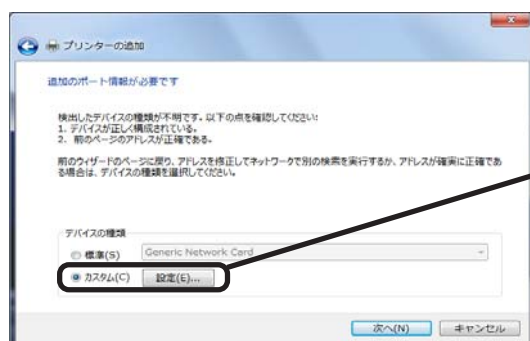 プリンターの追加
追加のポート情報が必要です
検出したデバイスの種類が不明です。以下の点を確認してください:
1. デバイスが正しく構成されている。
2. 前のページのアドレスが正確である。
前のウィザードのページに戻り、アドレスを修正してネットワークで別の検索を実行するか、アドレスが確実に正確であ
る場合は、デバイスの種類を選択してください。
デバイスの種類
標準(S) Generic Network Card
カスタム(C) 設定(E)...
次へ(N) キャンセル